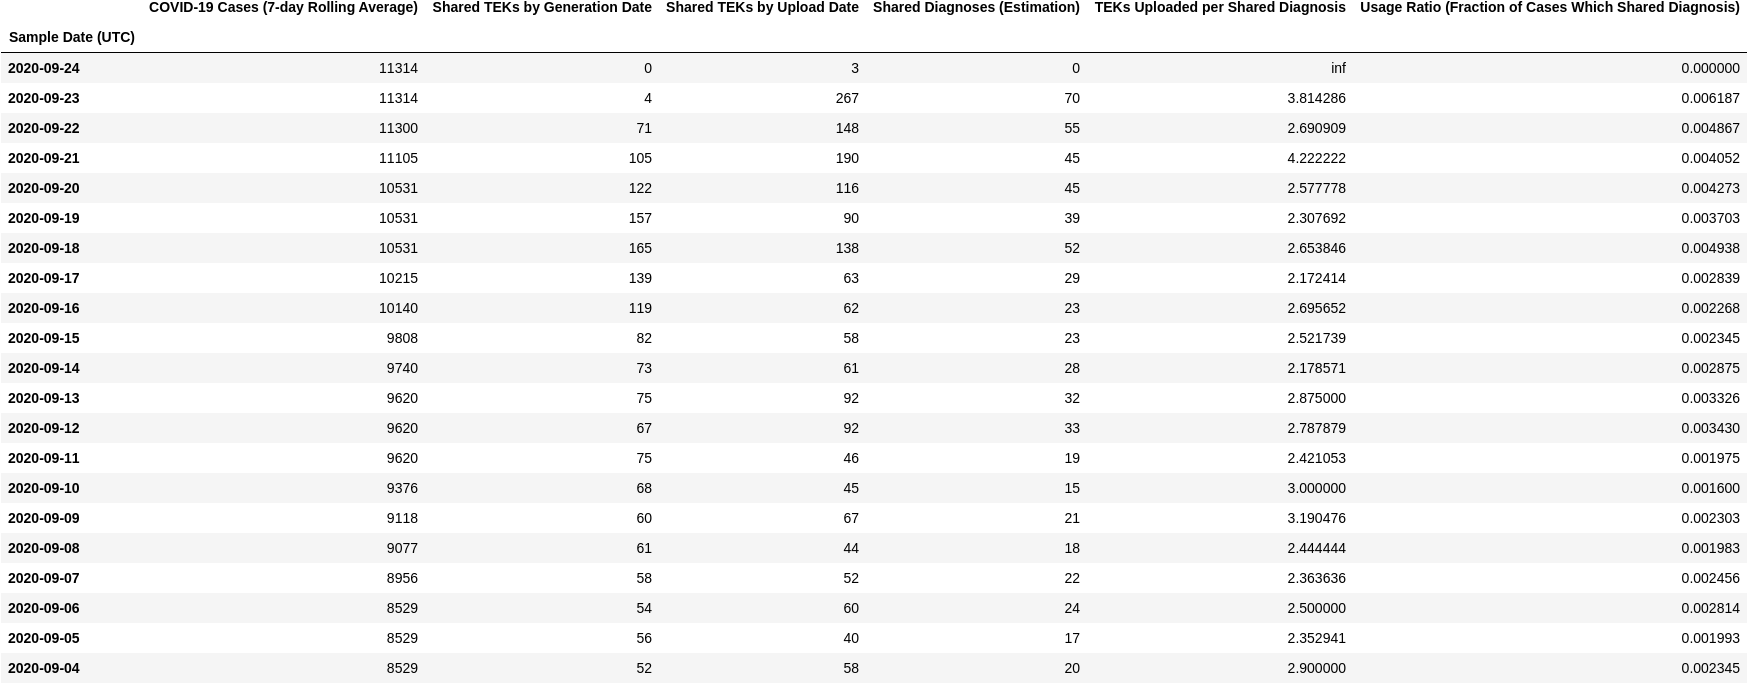 COVID-19 Cases (7-day Rolling Average) Shared TEKs by Generation Date Shared TEKs by Upload Date Shared Diagnoses (Estimation) TEKs Uploaded per Shared Diagnosis Usage Ratio (Fraction of Cases Which Shared Diagnosis)
Sample Date (UTC)
2020-09-24 11314 0 3 0 inf 0.000000
2020-09-23 11314 4 267 70 3.814286 0.006187
2020-09-22 11300 71 148 55 2.690909 0.004867
2020-09-21 11105 105 190 45 4.222222 0.004052
2020-09-20 10531 122 116 45 2.577778 0.004273
2020-09-19 10531 157 90 39 2.307692 0.003703
2020-09-18 10531 165 138 52 2.653846 0.004938
2020-09-17 10215 139 63 29 2.172414 0.002839
2020-09-16 10140 119 62 23 2.695652 0.002268
2020-09-15 9808 82 58 23 2.521739 0.002345
2020-09-14 9740 73 61 28 2.178571 0.002875
2020-09-13 9620 75 92 32 2.875000 0.003326
2020-09-12 9620 67 92 33 2.787879 0.003430
2020-09-11 9620 75 46 19 2.421053 0.001975
2020-09-10 9376 68 45 15 3.000000 0.001600
2020-09-09 9118 60 67 21 3.190476 0.002303
2020-09-08 9077 61 44 18 2.444444 0.001983
2020-09-07 8956 58 52 22 2.363636 0.002456
2020-09-06 8529 54 60 24 2.500000 0.002814
2020-09-05 8529 56 40 17 2.352941 0.001993
2020-09-04 8529 52 58 20 2.900000 0.002345